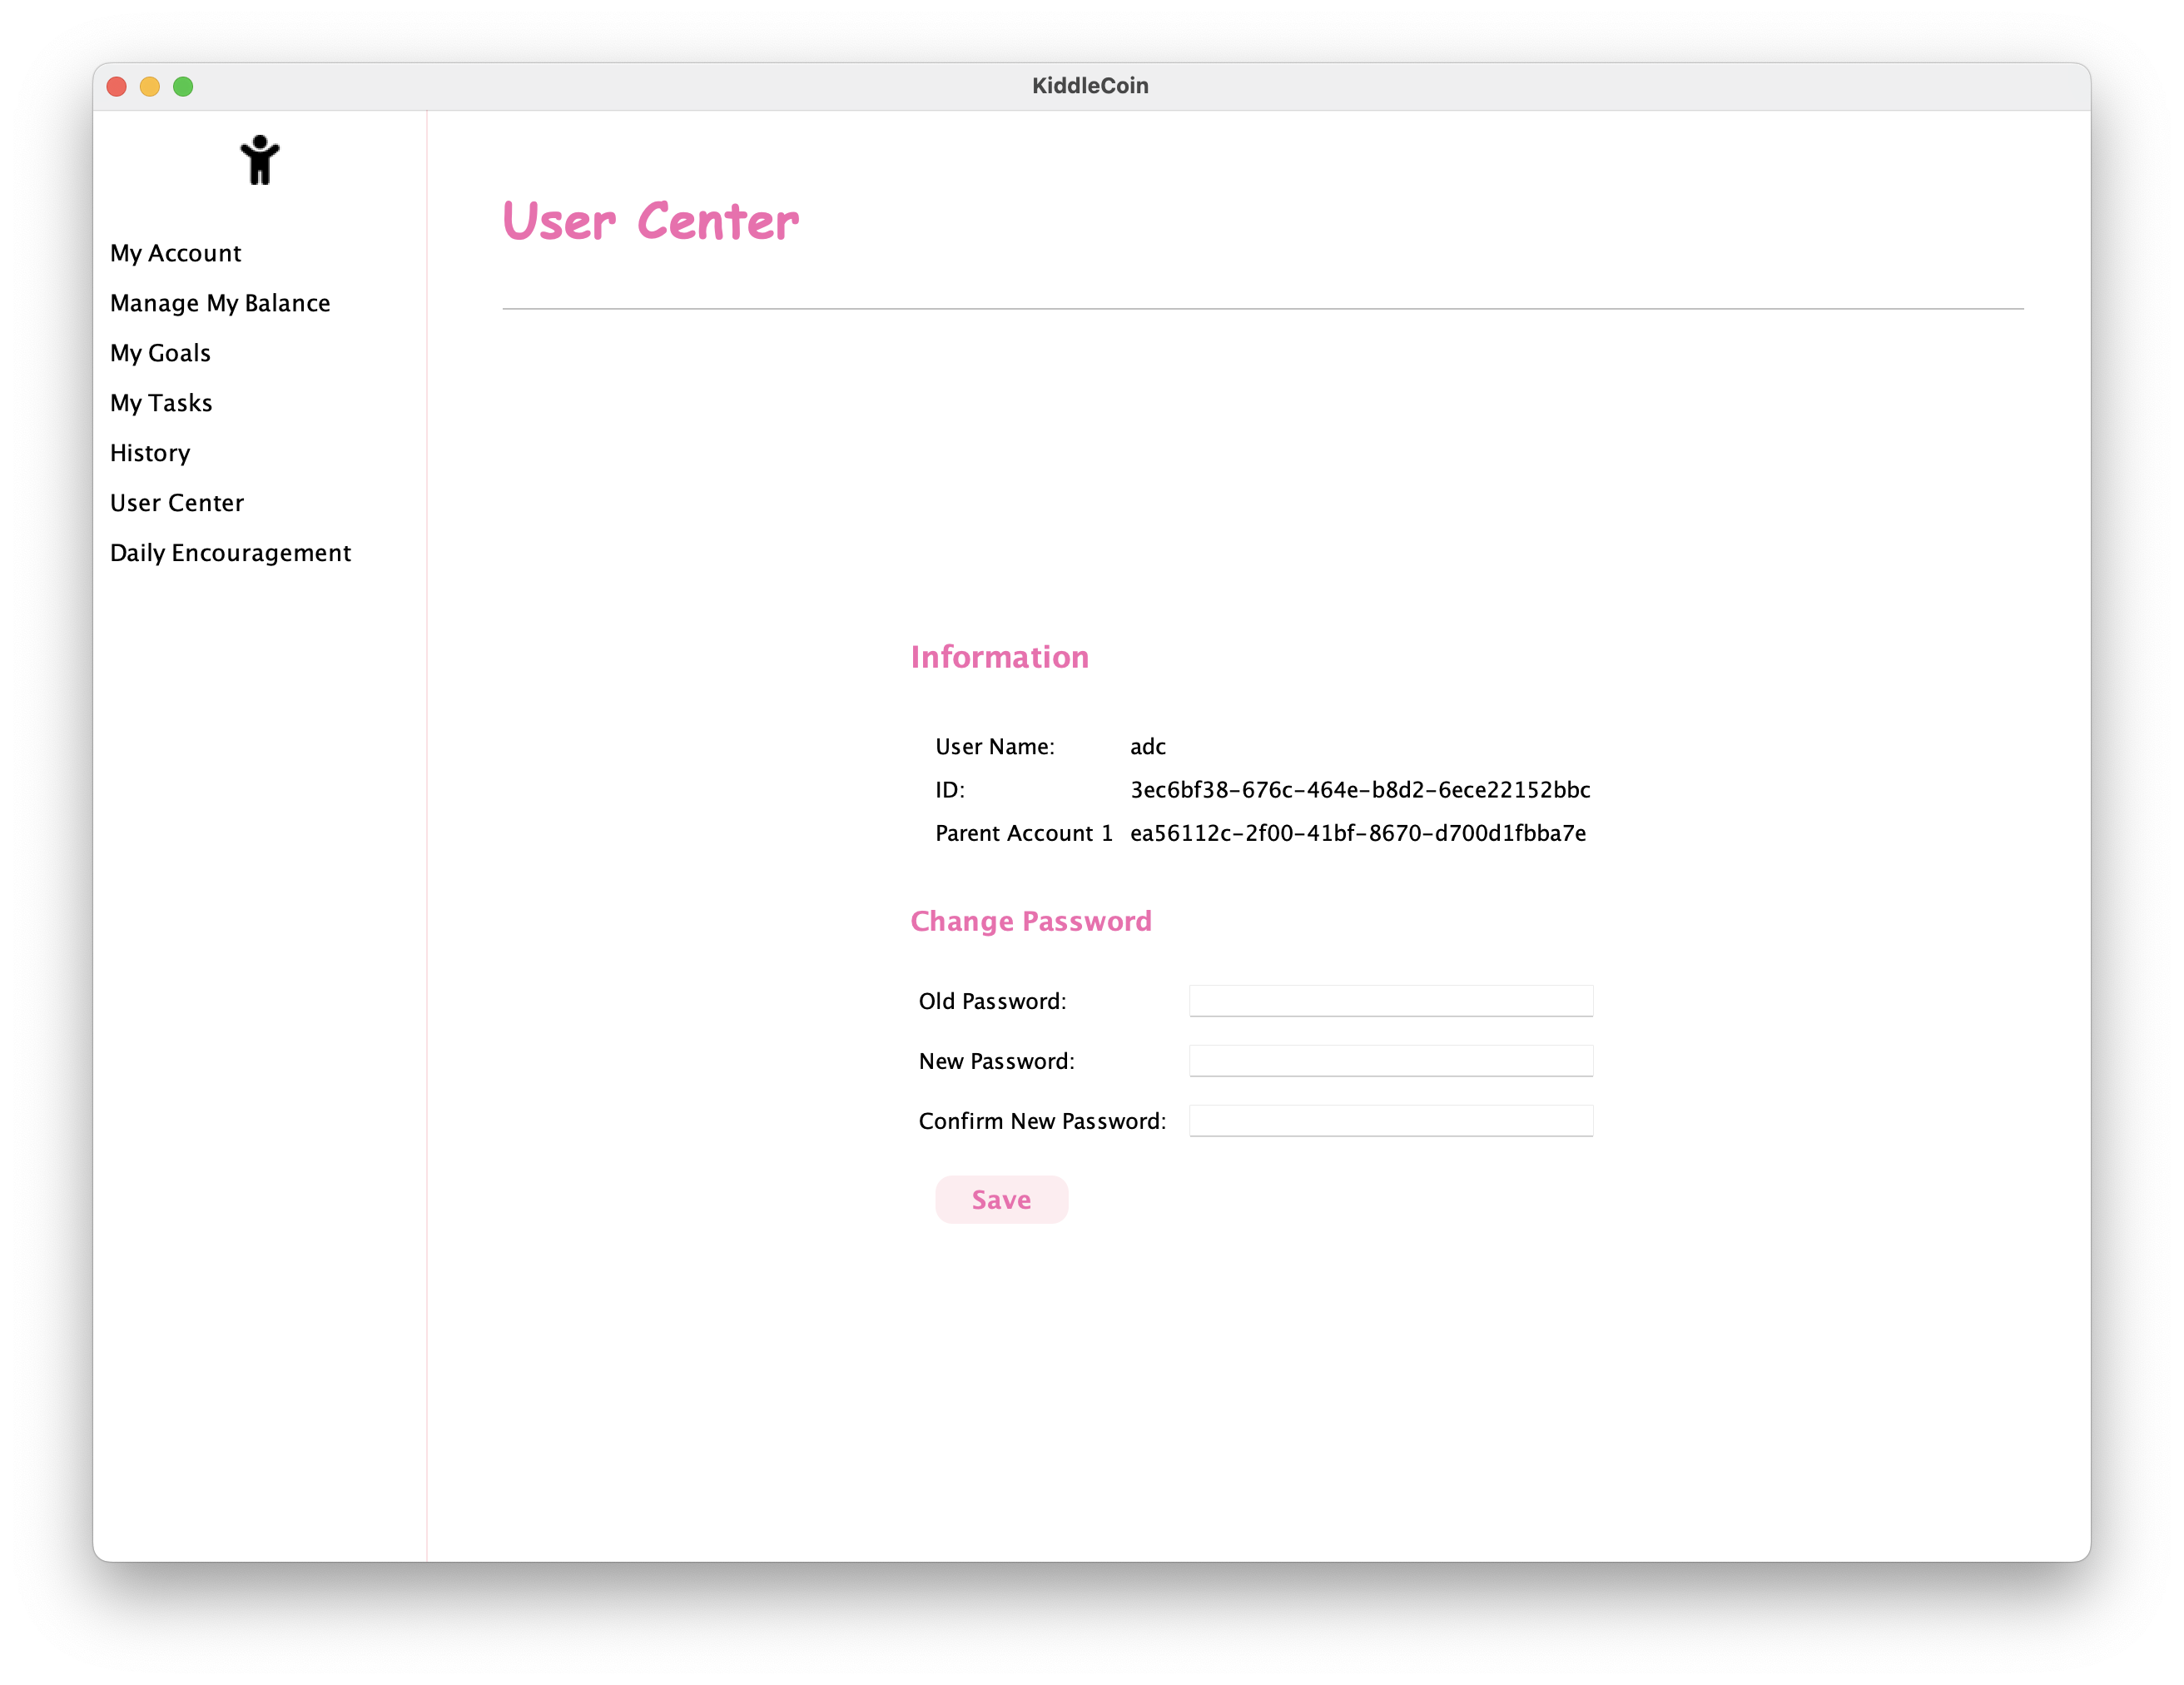 KiddleCoin
My Account
Manage My Balance
My Goals
My Tasks
History
User Center
Daily Encouragement
User Center
Information
User Name: adc
ID: 3ec6bf38-676c-464e-b8d2-6ece22152bbc
Parent Account 1 ea56112c-2f00-41bf-8670-d700d1fbba7e
Change Password
Old Password:
New Password:
Confirm New Password:
Save